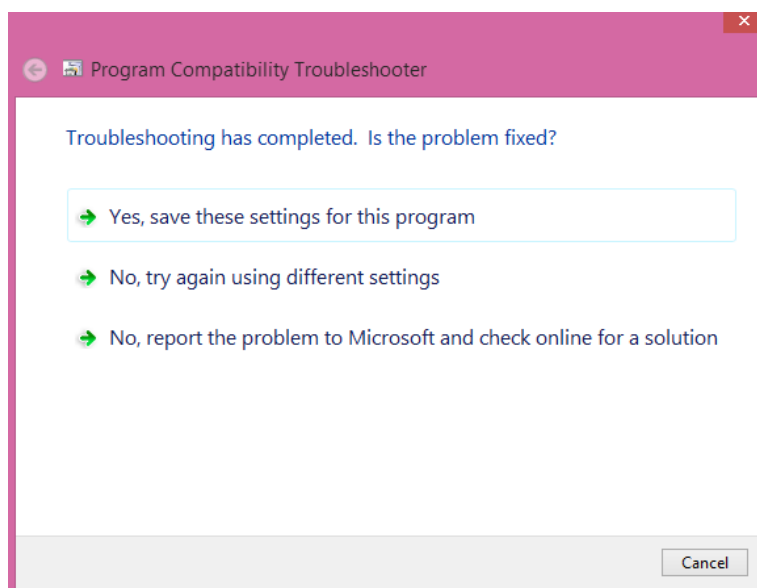 Program Compatibility Troubleshooter
Troubleshooting has completed. Is the problem fixed?
Yes, save these settings for this program
No, try again using different settings
No, report the problem to Microsoft and check online for a solution
Cancel